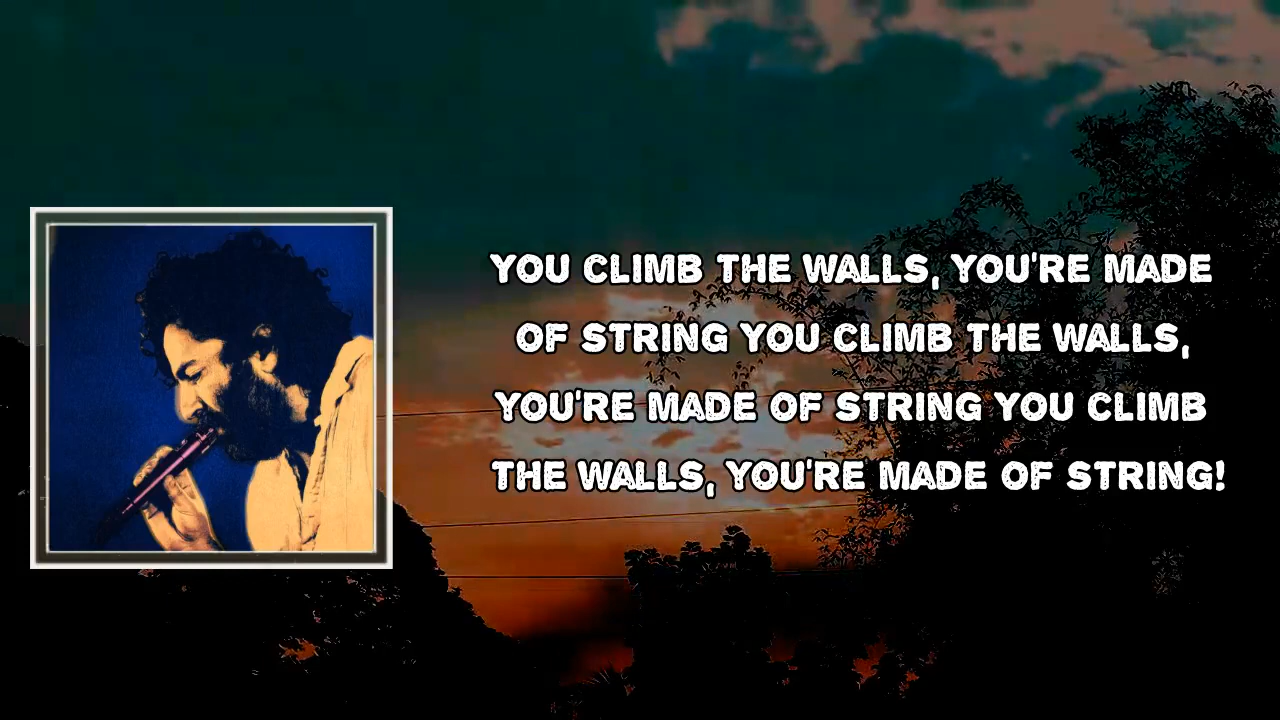 YOU CLIMB THE WALLS, YOU'RE MADE
OF STRING YOU CLIMB THE WALLS,
YOU'RE MADE OF STRING YOU CLIMB
THE WALLS, YOU'RE MADE OF STRING!